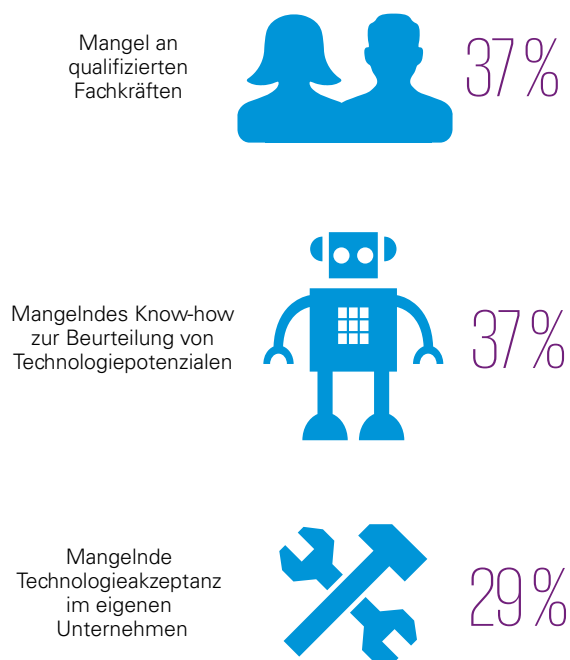 Mangel an
qualifizierten
Fachkräften
37 %
Mangelndes Know-how
zur Beurteilung von
Technologiepotenzialen
37 %
Mangelnde
Technologieakzeptanz
im eigenen
Unternehmen
29 %